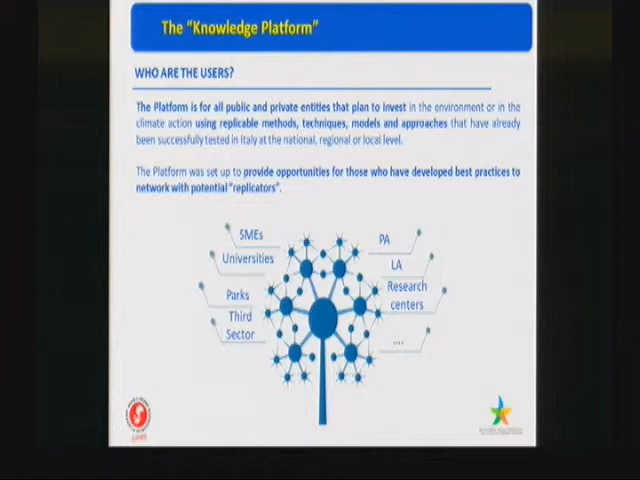 The “Knowledge Platform”
WHO ARE THE USERS?
The Platform is for all public and private entities that plan to invest in the environment or in the
climate action using replicable methods, techniques, models and approaches that have already
been successfully tested in Italy at the national, regional or local level.
The Platform was set up to provide opportunities for those who have developed best practices to
network with potential “replicators”.
SMEs
Universities
Parks
Third
Sector
PA
LA
Research
centers
....